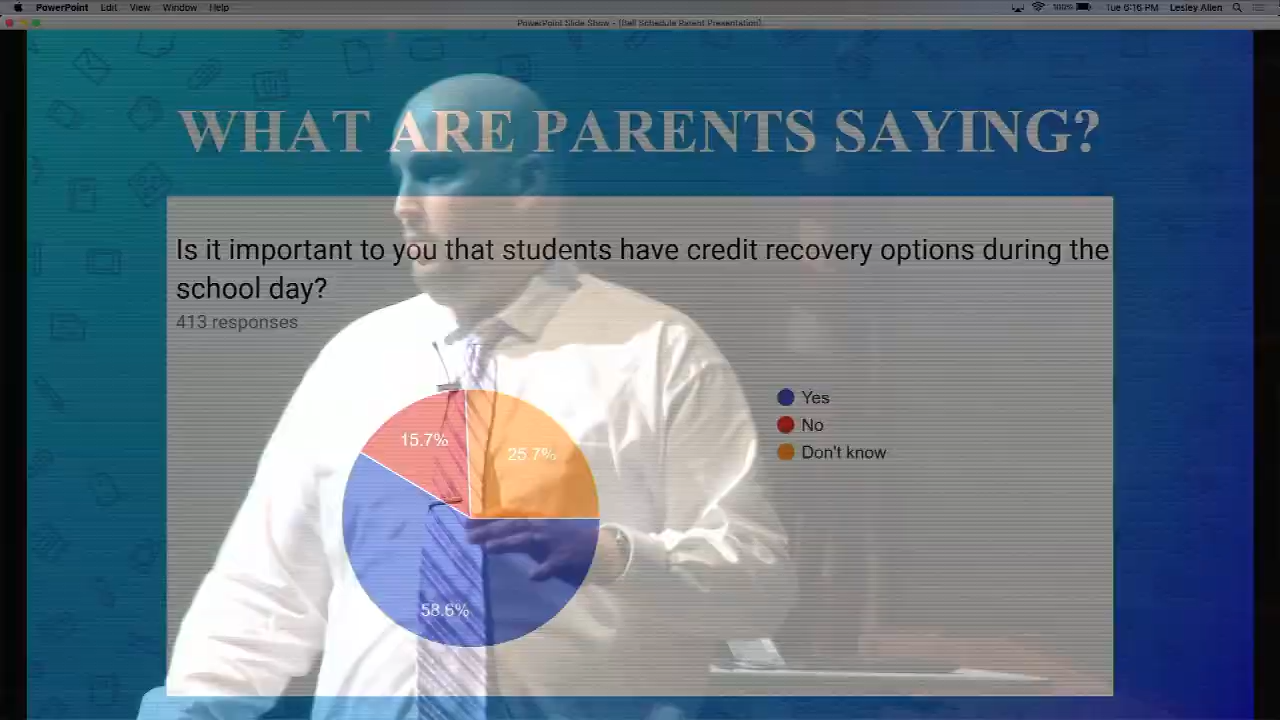 PowerPoint Edit View Window Help 100% Tue 6:16 PM Lesley Allen
PowerPoint Slide Show - [Bell Schedule Parent Presentation]
WHAT ARE PARENTS SAYING?
Is it important to you that students have credit recovery options during the
school day?
413 responses
Yes
No
Don't know
15.7%
25.7%
58.6%